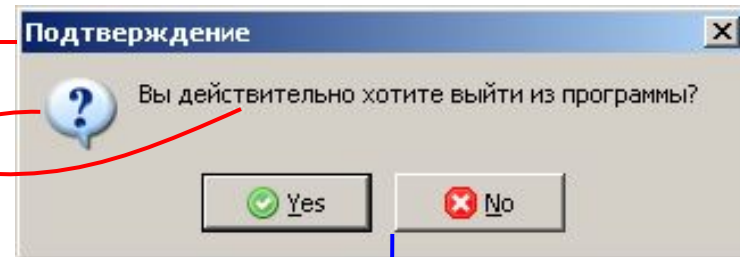 Подтверждение
Вы действительно хотите выйти из программы?
Yes
No